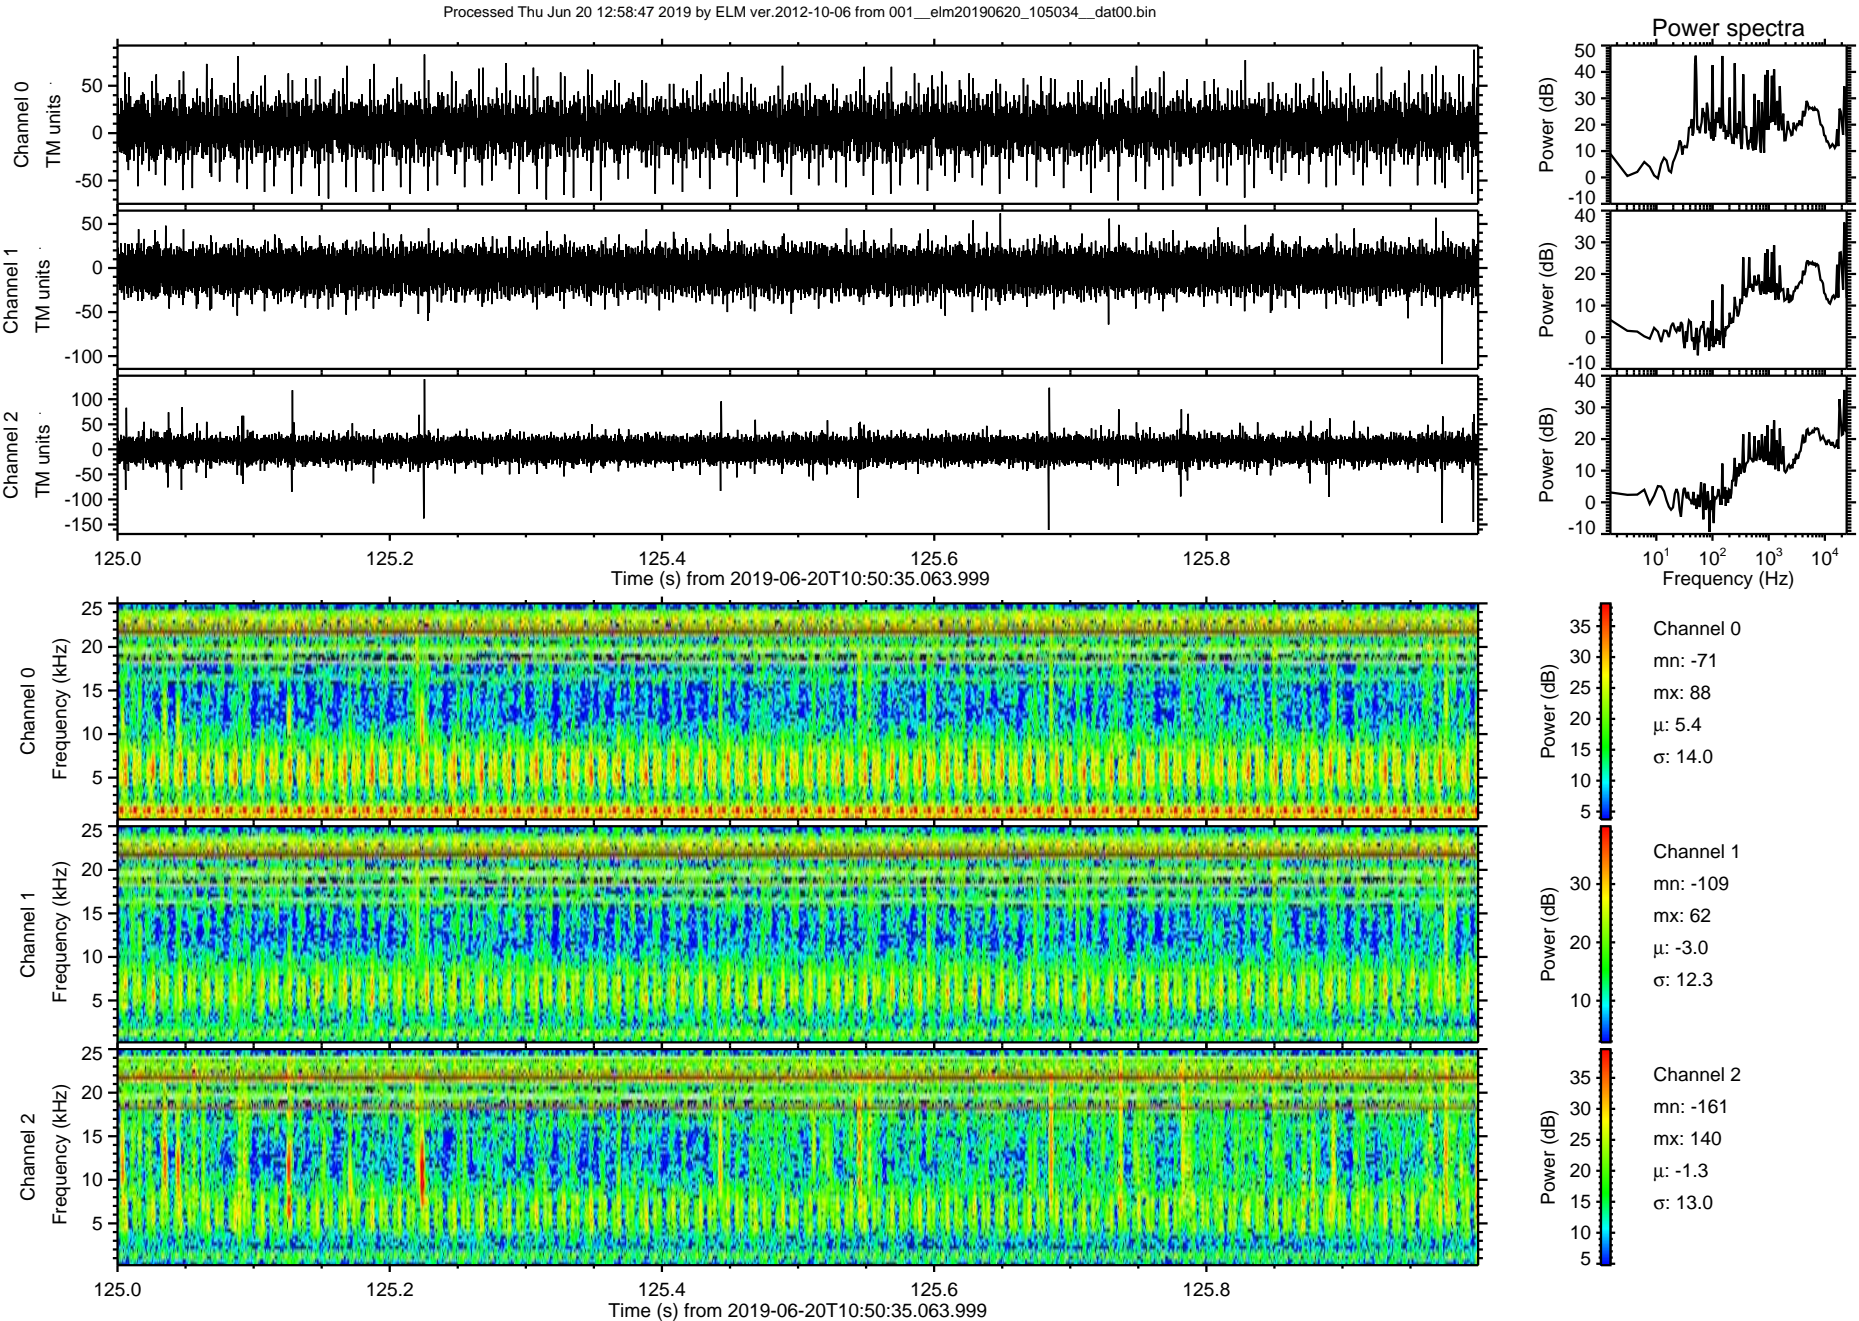 Processed Thu Jun 20 12:58:47 2019 by ELM ver.2012-10-06 from 001__elm20190620_105034__dat00.bin
Power spectra
Channel 0
TM units
50
0
-50
Power (dB)
50
40
30
20
10
0
-10
Channel 1
TM units
50
0
-50
-100
Power (dB)
40
30
20
10
0
-10
Channel 2
TM units
100
50
0
-50
-100
-150
Power (dB)
40
30
20
10
0
-10
125.0 125.2 125.4 125.6 125.8
Time (s) from 2019-06-20T10:50:35.063.999
10^1 10^2 10^3 10^4
Frequency (Hz)
Channel 0
Frequency (kHz)
25
20
15
10
5
Power (dB)
35
30
25
20
15
10
5
Channel 0
mn: -71
mx: 88
μ: 5.4
σ: 14.0
Channel 1
Frequency (kHz)
25
20
15
10
5
Power (dB)
30
20
10
Channel 1
mn: -109
mx: 62
μ: -3.0
σ: 12.3
Channel 2
Frequency (kHz)
25
20
15
10
5
Power (dB)
35
30
25
20
15
10
5
Channel 2
mn: -161
mx: 140
μ: -1.3
σ: 13.0
125.0 125.2 125.4 125.6 125.8
Time (s) from 2019-06-20T10:50:35.063.999